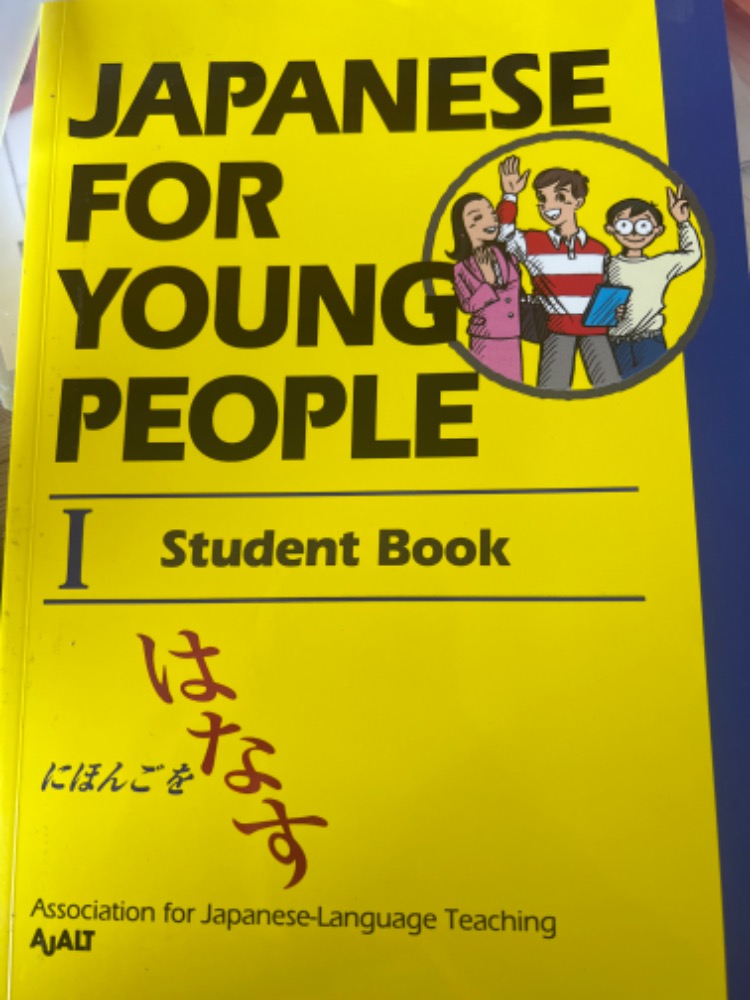 JAPANESE
FOR
YOUNG
PEOPLE
I Student Book
にほんごを
はなす
Association for Japanese-Language Teaching
AJALT